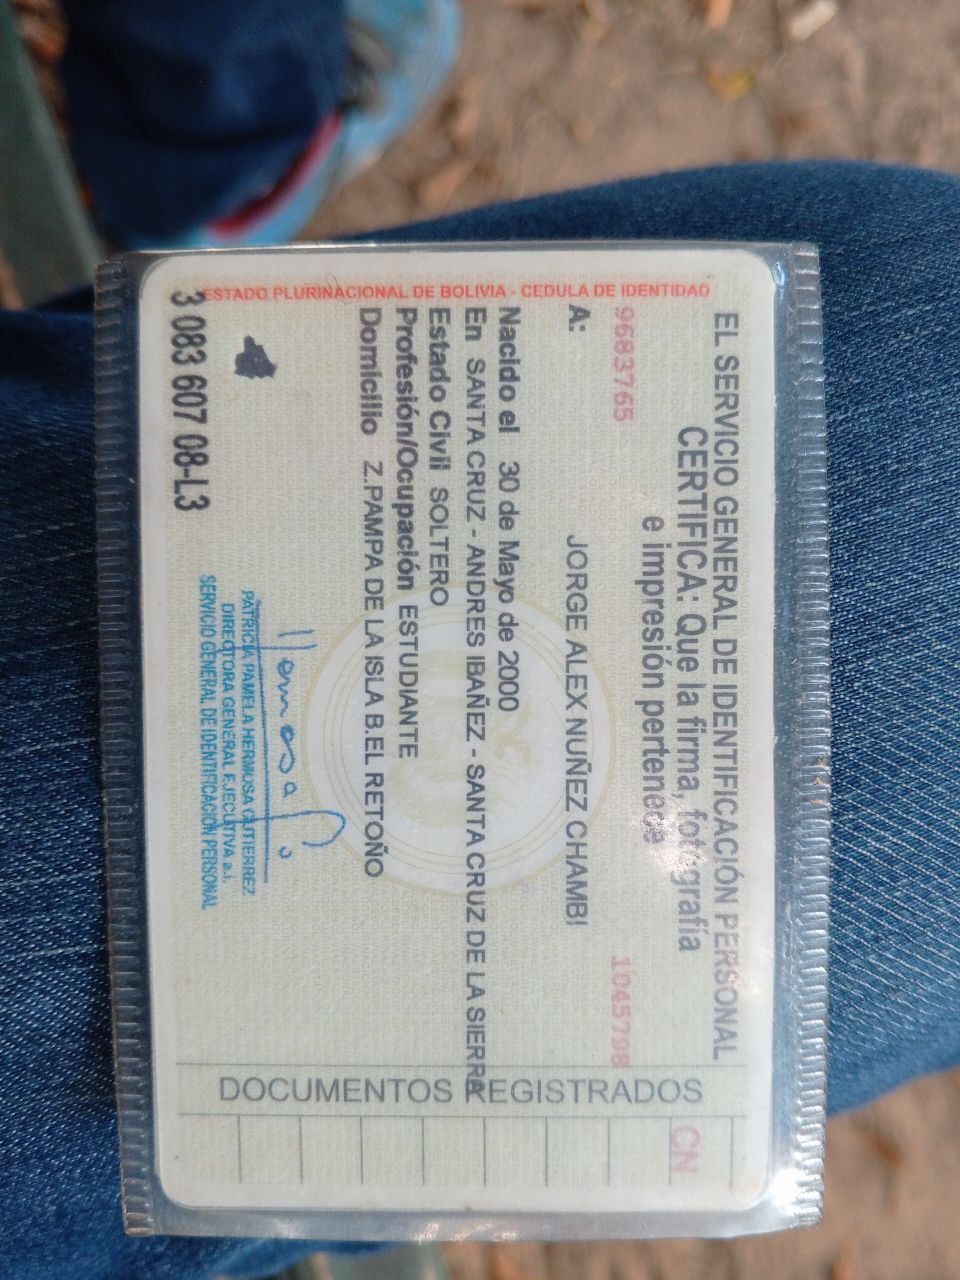 ESTADO PLURINACIONAL DE BOLIVIA - CEDULA DE IDENTIDAD
EL SERVICIO GENERAL DE IDENTIFICACIÓN PERSONAL
CERTIFICA: Que la firma, fotografía
e impresión pertenece
9683765 1045798
A: JORGE ALEX NUÑEZ CHAMBI
Nacido el 30 de Mayo de 2000
En SANTA CRUZ - ANDRES IBAÑEZ - SANTA CRUZ DE LA SIERRA
Estado Civil SOLTERO
Profesión/Ocupación ESTUDIANTE
Domicilio Z.PAMPA DE LA ISLA B.EL RETOÑO
PATRICIA PAMELA HERMOSA GUTIERREZ
DIRECTORA GENERAL EJECUTIVA a.i.
SERVICIO GENERAL DE IDENTIFICACIÓN PERSONAL
3 083 607 08-L3
DOCUMENTOS REGISTRADOS
CN